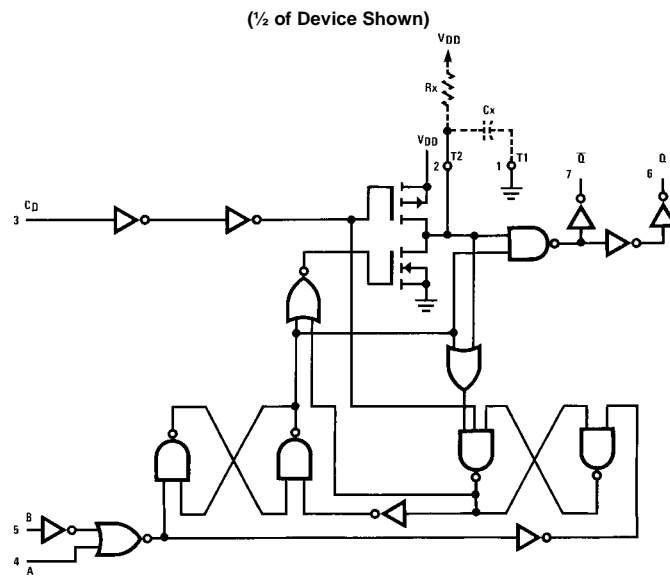 (½ of Device Shown)
VDD
Rx
Cx
VDD
2 T2
1 T1
Q̅
7
Q
6
3 CD
B
5
4
A